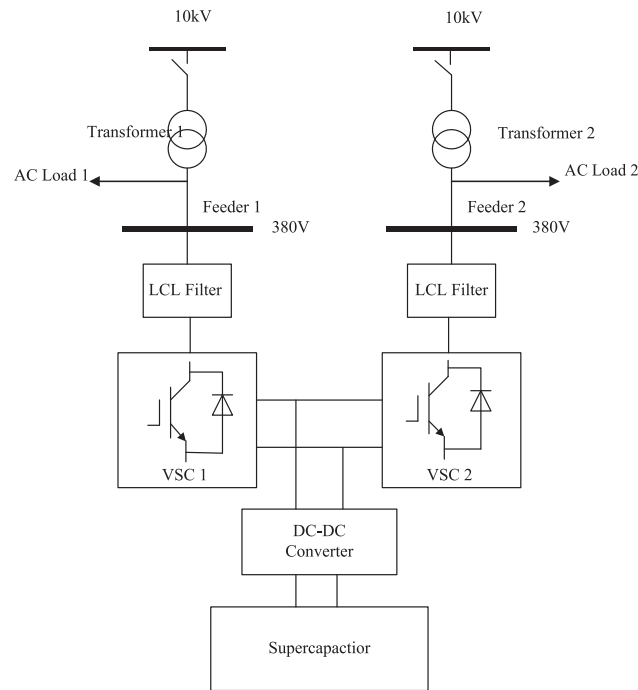 10kV
10kV
Transformer 1
Transformer 2
AC Load 1
AC Load 2
Feeder 1
380V
Feeder 2
380V
LCL Filter
LCL Filter
VSC 1
VSC 2
DC-DC
Converter
Supercapactior